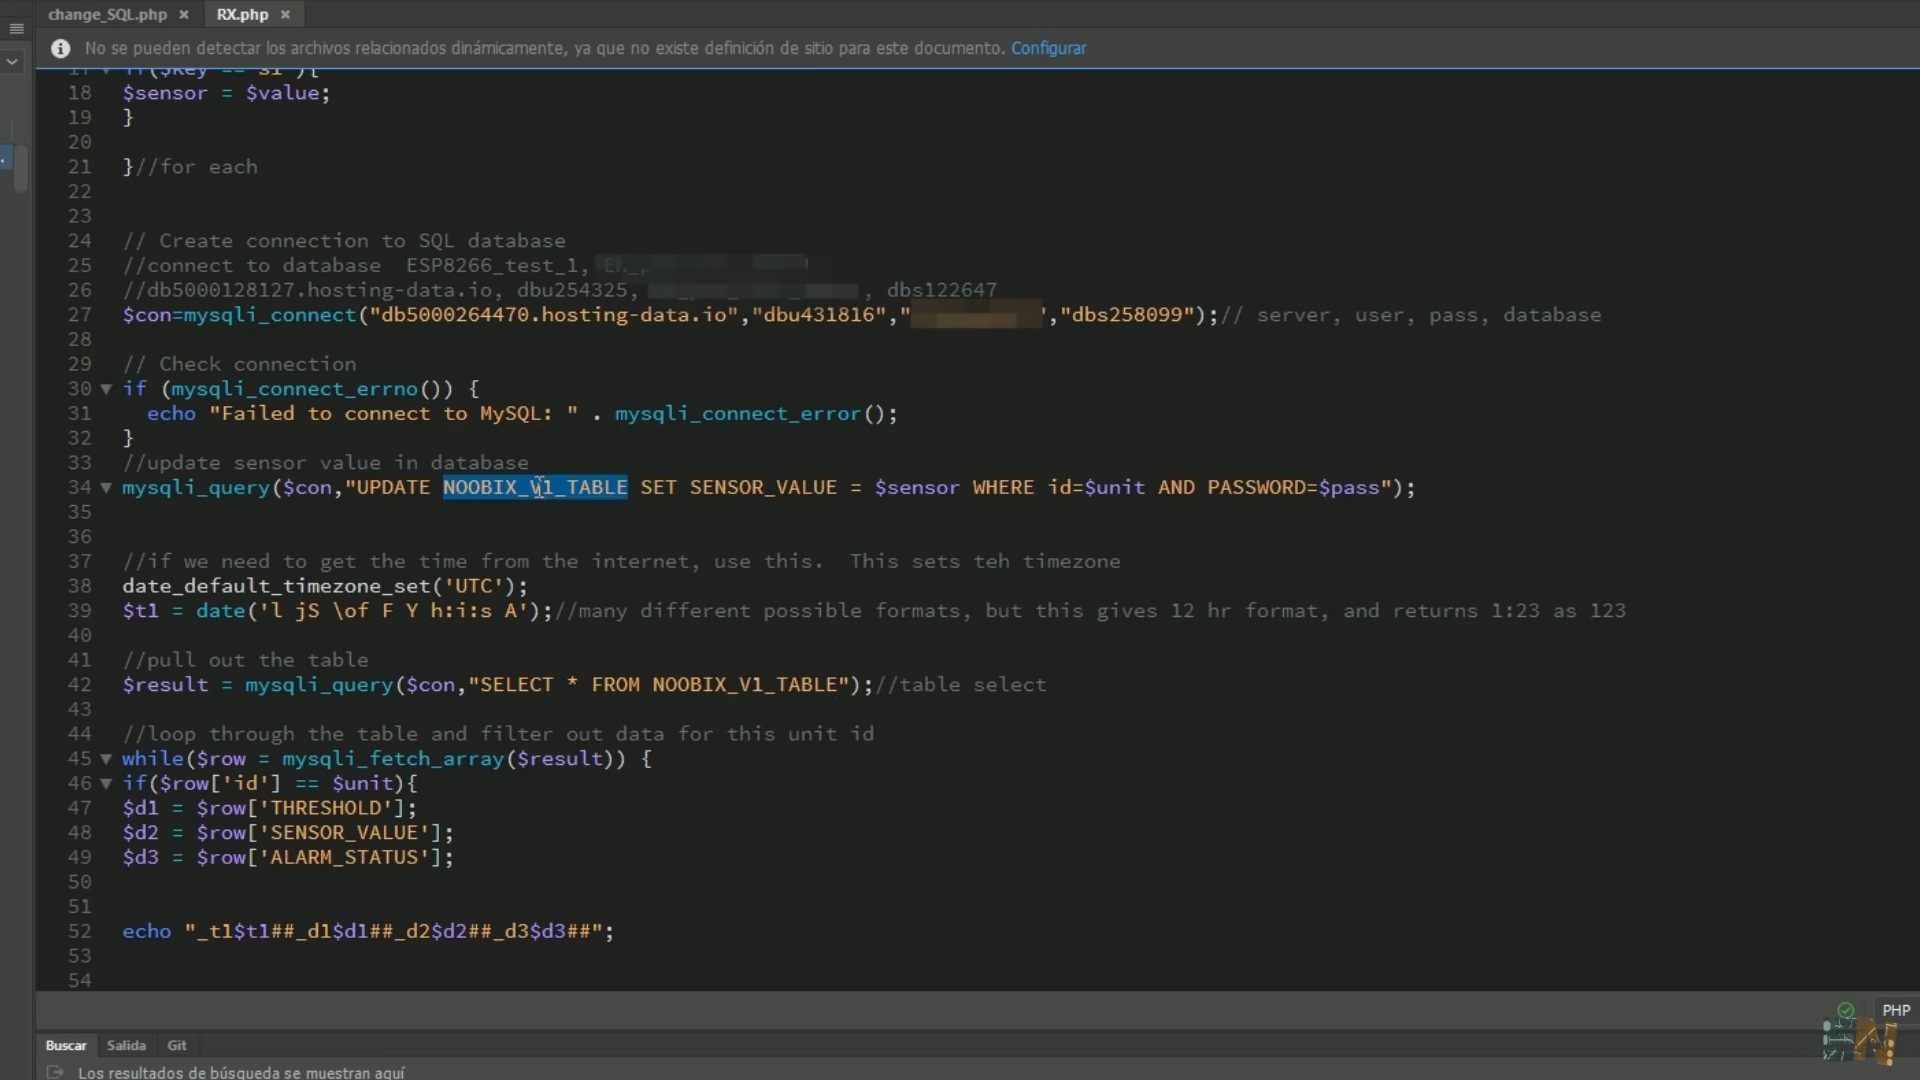 change_SQL.php × RX.php ×
No se pueden detectar los archivos relacionados dinámicamente, ya que no existe definición de sitio para este documento. Configurar
17 if($key == "s1"){
18 $sensor = $value;
19 }
20
21 }//for each
22
23
24 // Create connection to SQL database
25 //connect to database ESP8266_test_1,
26 //db5000128127.hosting-data.io, dbu254325, , dbs122647
27 $con=mysqli_connect("db5000264470.hosting-data.io","dbu431816","","dbs258099");// server, user, pass, database
28
29 // Check connection
30 if (mysqli_connect_errno()) {
31 echo "Failed to connect to MySQL: " . mysqli_connect_error();
32 }
33 //update sensor value in database
34 mysqli_query($con,"UPDATE NOOBIX_V1_TABLE SET SENSOR_VALUE = $sensor WHERE id=$unit AND PASSWORD=$pass");
35
36
37 //if we need to get the time from the internet, use this. This sets teh timezone
38 date_default_timezone_set('UTC');
39 $t1 = date('l jS \of F Y h:i:s A');//many different possible formats, but this gives 12 hr format, and returns 1:23 as 123
40
41 //pull out the table
42 $result = mysqli_query($con,"SELECT * FROM NOOBIX_V1_TABLE");//table select
43
44 //loop through the table and filter out data for this unit id
45 while($row = mysqli_fetch_array($result)) {
46 if($row['id'] == $unit){
47 $d1 = $row['THRESHOLD'];
48 $d2 = $row['SENSOR_VALUE'];
49 $d3 = $row['ALARM_STATUS'];
50
51
52 echo "_t1$t1##_d1$d1##_d2$d2##_d3$d3##";
53
54
PHP
Buscar Salida Git
Los resultados de búsqueda se muestran aquí